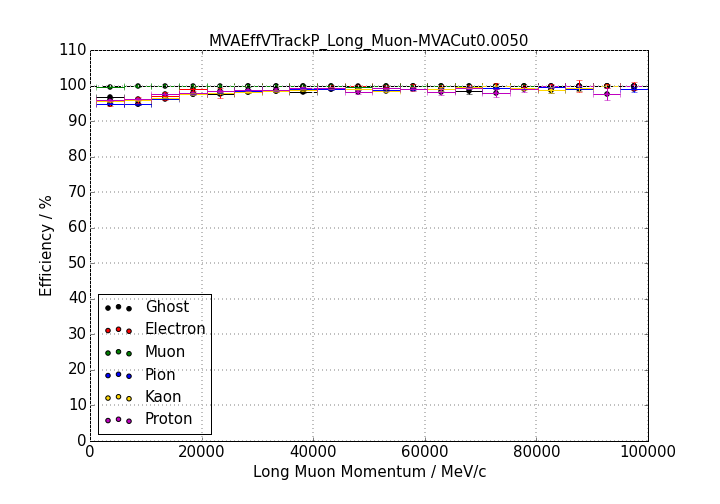 MVAEffVTrackP_Long_Muon-MVACut0.0050
110
100
90
80
70
60
50
40
30
20
10
0
Efficiency / %
Ghost
Electron
Muon
Pion
Kaon
Proton
0 20000 40000 60000 80000 100000
Long Muon Momentum / MeV/c